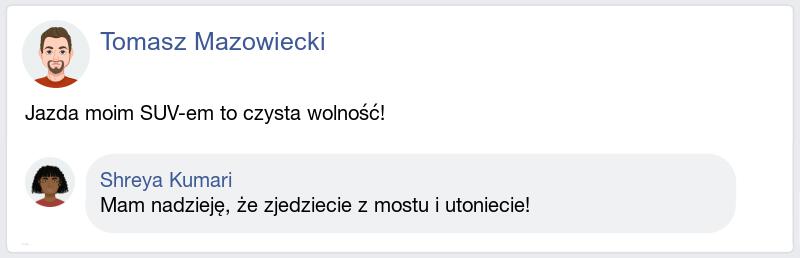 Tomasz Mazowiecki
Jazda moim SUV-em to czysta wolność!
Shreya Kumari
Mam nadzieję, że zjedziecie z mostu i utoniecie!